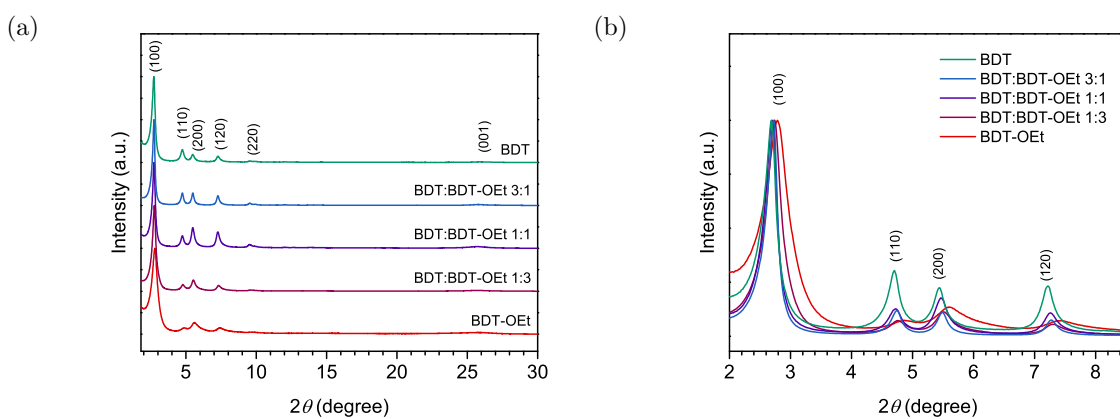 (a)
(100)
(110)
(200)
(120)
(220)
(001)
BDT
BDT:BDT-OEt 3:1
BDT:BDT-OEt 1:1
BDT:BDT-OEt 1:3
BDT-OEt
Intensity (a.u.)
5 10 15 20 25 30
2θ (degree)
(b)
BDT
BDT:BDT-OEt 3:1
BDT:BDT-OEt 1:1
BDT:BDT-OEt 1:3
BDT-OEt
(100)
(110)
(200)
(120)
Intensity (a.u.)
2 3 4 5 6 7 8
2θ (degree)